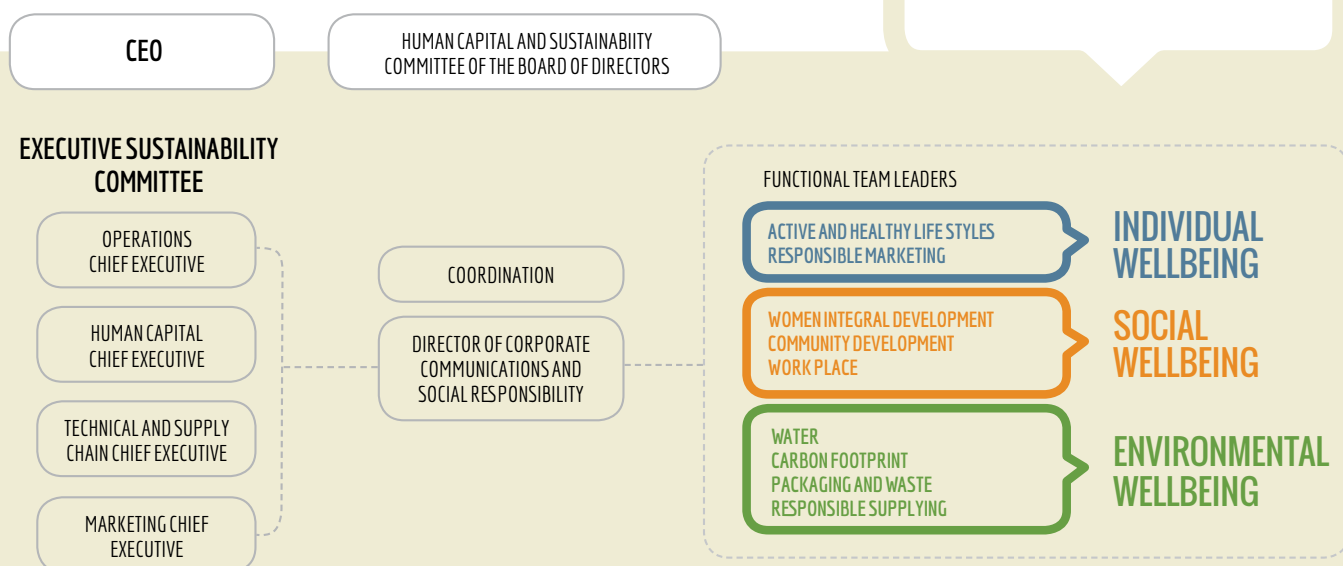 CEO
HUMAN CAPITAL AND SUSTAINABIITY
COMMITTEE OF THE BOARD OF DIRECTORS
EXECUTIVE SUSTAINABILITY
COMMITTEE
OPERATIONS
CHIEF EXECUTIVE
HUMAN CAPITAL
CHIEF EXECUTIVE
TECHNICAL AND SUPPLY
CHAIN CHIEF EXECUTIVE
MARKETING CHIEF
EXECUTIVE
COORDINATION
DIRECTOR OF CORPORATE
COMMUNICATIONS AND
SOCIAL RESPONSIBILITY
FUNCTIONAL TEAM LEADERS
ACTIVE AND HEALTHY LIFE STYLES
RESPONSIBLE MARKETING
INDIVIDUAL
WELLBEING
WOMEN INTEGRAL DEVELOPMENT
COMMUNITY DEVELOPMENT
WORK PLACE
SOCIAL
WELLBEING
WATER
CARBON FOOTPRINT
PACKAGING AND WASTE
RESPONSIBLE SUPPLYING
ENVIRONMENTAL
WELLBEING